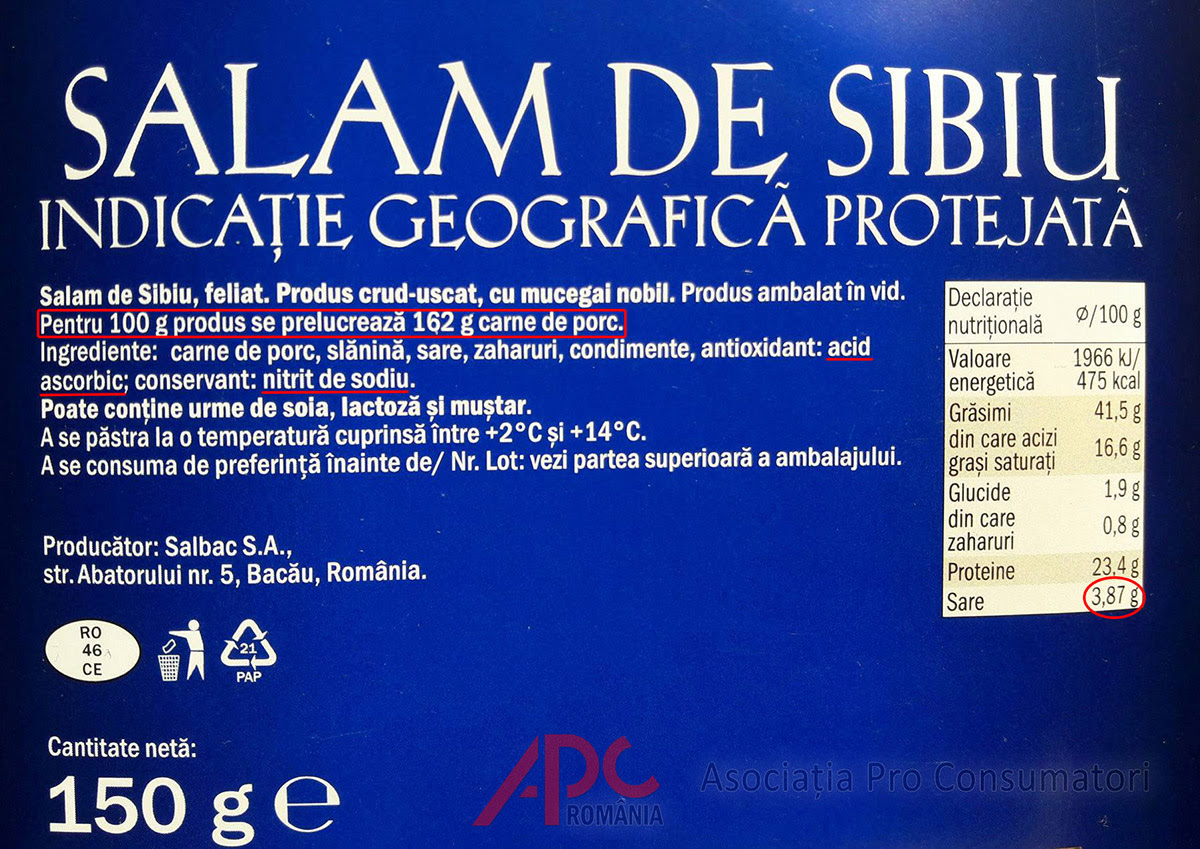 SALAM DE SIBIU
INDICAȚIE GEOGRAFICĂ PROTEJATĂ
Salam de Sibiu, feliat. Produs crud-uscat, cu mucegai nobil. Produs ambalat în vid.
Pentru 100 g produs se prelucrează 162 g carne de porc.
Ingrediente: carne de porc, slănină, sare, zaharuri, condimente, antioxidant: acid
ascorbic; conservant: nitrit de sodiu.
Poate conține urme de soia, lactoză și muștar.
A se păstra la o temperatură cuprinsă între +2°C și +14°C.
A se consuma de preferință înainte de/ Nr. Lot: vezi partea superioară a ambalajului.
Declarație
nutrițională ⌀/100 g
Valoare 1966 kJ/
energetică 475 kcal
Grăsimi 41,5 g
din care acizi
grași saturați 16,6 g
Glucide 1,9 g
din care
zaharuri 0,8 g
Proteine 23,4 g
Sare 3,87 g
Producător: Salbac S.A.,
str. Abatorului nr. 5, Bacău, România.
RO
46
CE
21
PAP
Cantitate netă:
150 g ℮
APC
ROMÂNIA
Asociația Pro Consumatori